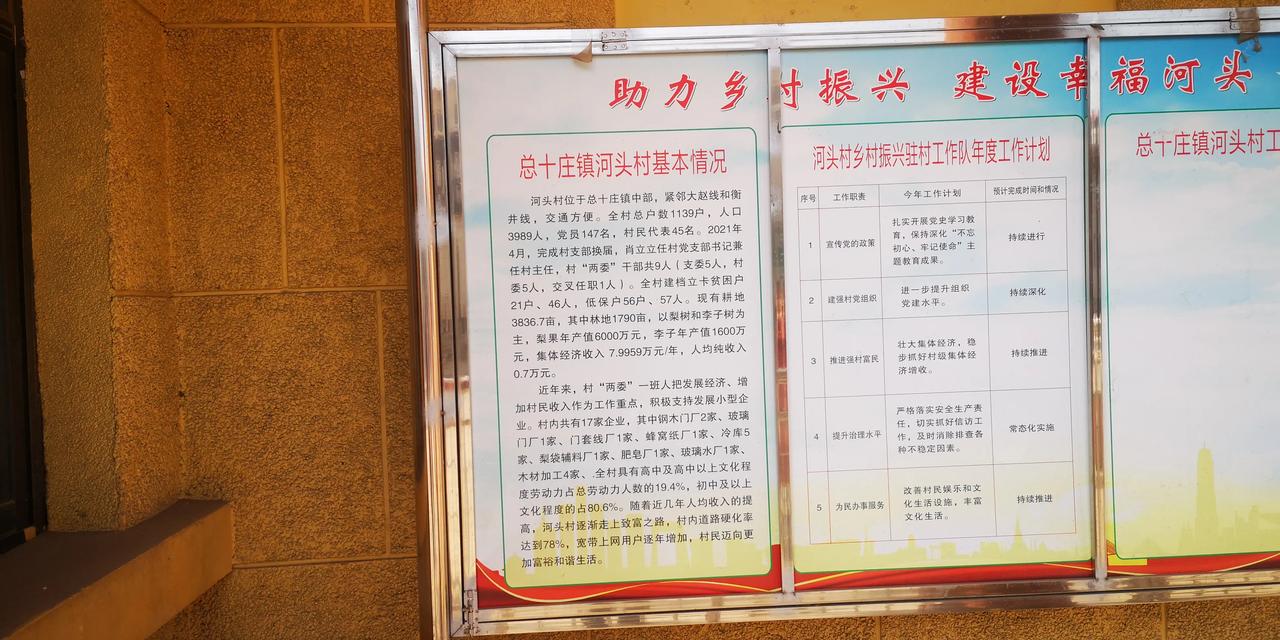 助力乡村振兴 建设幸福河头
总十庄镇河头村基本情况
河头村位于总十庄镇中部，紧邻大赵线和衡
井线，交通方便。全村总户数1139户，人口
3989人，党员147名，村民代表45名。2021年
4月，完成村支部换届，肖立立任村党支部书记兼
任村主任，村“两委”干部共9人（支委5人，村
委5人，交叉任职1人）。全村建档立卡贫困户
21户、46人，低保户56户、57人。现有耕地
3836.7亩，其中林地1790亩，以梨树和李子树为
主，梨果年产值6000万元，李子年产值1600万
元，集体经济收入 7.9959万元/年，人均纯收入
0.7万元。
近年来，村“两委”一班人把发展经济、增
加村民收入作为工作重点，积极支持发展小型企
业。村内共有17家企业，其中钢木门厂2家、玻璃
门厂1家、门套线厂1家、蜂窝纸厂1家、冷库5
家、梨袋辅料厂1家、肥皂厂1家、玻璃水厂1家、
木材加工4家、.全村具有高中及高中以上文化程
度劳动力占总劳动力人数的19.4%，初中及以上
文化程度的占80.6%。随着近几年人均收入的提
高，河头村逐渐走上致富之路，村内道路硬化率
达到78%，宽带上网用户逐年增加，村民迈向更
加富裕和谐生活。
河头村乡村振兴驻村工作队年度工作计划
序号 工作职责 今年工作计划 预计完成时间和情况
1 宣传党的政策 扎实开展党史学习教
育，保持深化“不忘
初心、牢记使命”主
题教育成果。 持续进行
2 建强村党组织 进一步提升组织
党建水平。 持续深化
3 推进强村富民 壮大集体经济，稳
步抓好村级集体经
济增收。 持续推进
4 提升治理水平 严格落实安全生产责
任，切实抓好信访工
作，及时消除排查各
种不稳定因素。 常态化实施
5 为民办事服务 改善村民娱乐和文
化生活设施，丰富
文化生活。 持续推进
总十庄镇河头村工